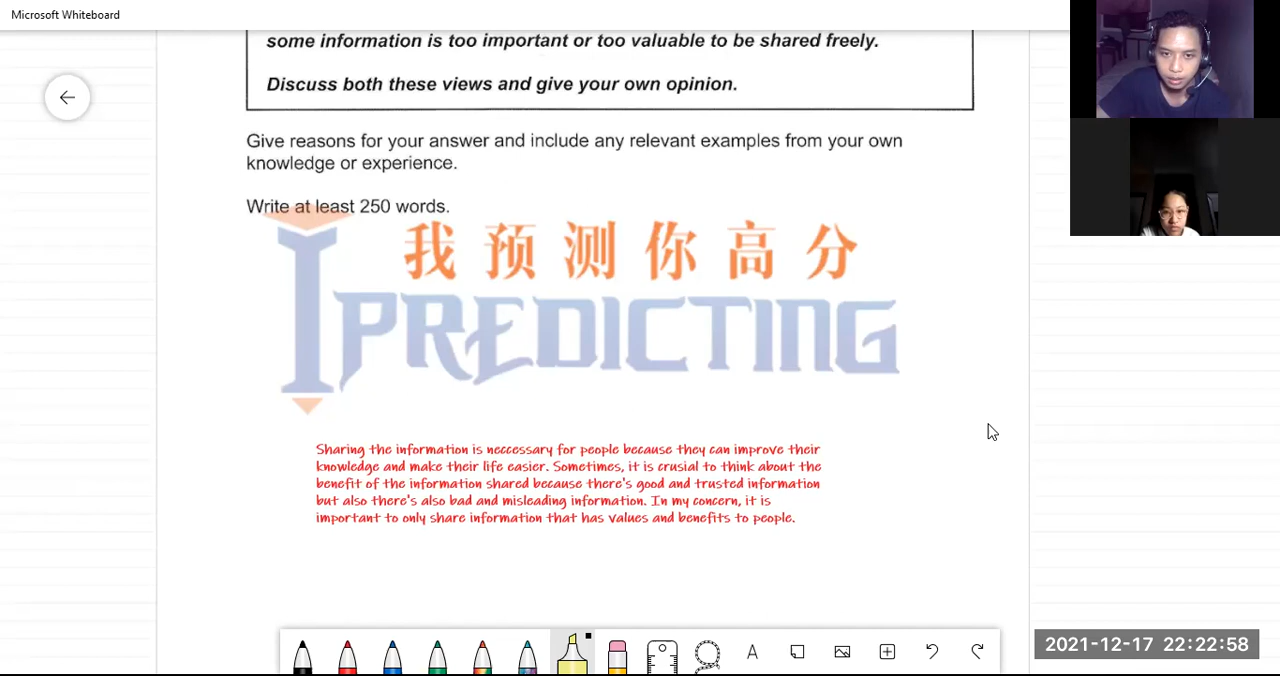 Microsoft Whiteboard
some information is too important or too valuable to be shared freely.
Discuss both these views and give your own opinion.
Give reasons for your answer and include any relevant examples from your own
knowledge or experience.
Write at least 250 words.
我预测你高分
IPREDICTING
Sharing the information is neccessary for people because they can improve their
knowledge and make their life easier. Sometimes, it is crusial to think about the
benefit of the information shared because there's good and trusted information
but also there's also bad and misleading information. In my concern, it is
important to only share information that has values and benefits to people.
A
2021-12-17 22:22:58